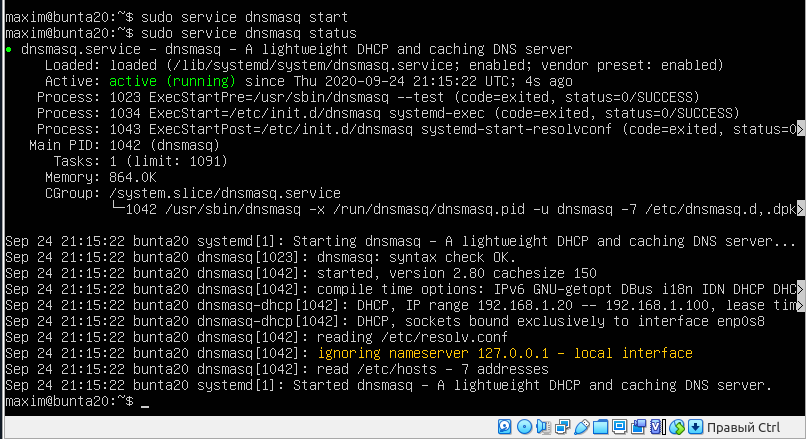 maxim@bunta20:~$ sudo service dnsmasq start
maxim@bunta20:~$ sudo service dnsmasq status
● dnsmasq.service - dnsmasq - A lightweight DHCP and caching DNS server
Loaded: loaded (/lib/systemd/system/dnsmasq.service; enabled; vendor preset: enabled)
Active: active (running) since Thu 2020-09-24 21:15:22 UTC; 4s ago
Process: 1023 ExecStartPre=/usr/sbin/dnsmasq --test (code=exited, status=0/SUCCESS)
Process: 1034 ExecStart=/etc/init.d/dnsmasq systemd-exec (code=exited, status=0/SUCCESS)
Process: 1043 ExecStartPost=/etc/init.d/dnsmasq systemd-start-resolvconf (code=exited, status=0>
Main PID: 1042 (dnsmasq)
Tasks: 1 (limit: 1091)
Memory: 864.0K
CGroup: /system.slice/dnsmasq.service
└─1042 /usr/sbin/dnsmasq -x /run/dnsmasq/dnsmasq.pid -u dnsmasq -7 /etc/dnsmasq.d,.dpk>
Sep 24 21:15:22 bunta20 systemd[1]: Starting dnsmasq - A lightweight DHCP and caching DNS server...
Sep 24 21:15:22 bunta20 dnsmasq[1023]: dnsmasq: syntax check OK.
Sep 24 21:15:22 bunta20 dnsmasq[1042]: started, version 2.80 cachesize 150
Sep 24 21:15:22 bunta20 dnsmasq[1042]: compile time options: IPv6 GNU-getopt DBus i18n IDN DHCP DHC>
Sep 24 21:15:22 bunta20 dnsmasq-dhcp[1042]: DHCP, IP range 192.168.1.20 -- 192.168.1.100, lease tim>
Sep 24 21:15:22 bunta20 dnsmasq-dhcp[1042]: DHCP, sockets bound exclusively to interface enp0s8
Sep 24 21:15:22 bunta20 dnsmasq[1042]: reading /etc/resolv.conf
Sep 24 21:15:22 bunta20 dnsmasq[1042]: ignoring nameserver 127.0.0.1 - local interface
Sep 24 21:15:22 bunta20 dnsmasq[1042]: read /etc/hosts - 7 addresses
Sep 24 21:15:22 bunta20 systemd[1]: Started dnsmasq - A lightweight DHCP and caching DNS server.
maxim@bunta20:~$ _
Правый Ctrl